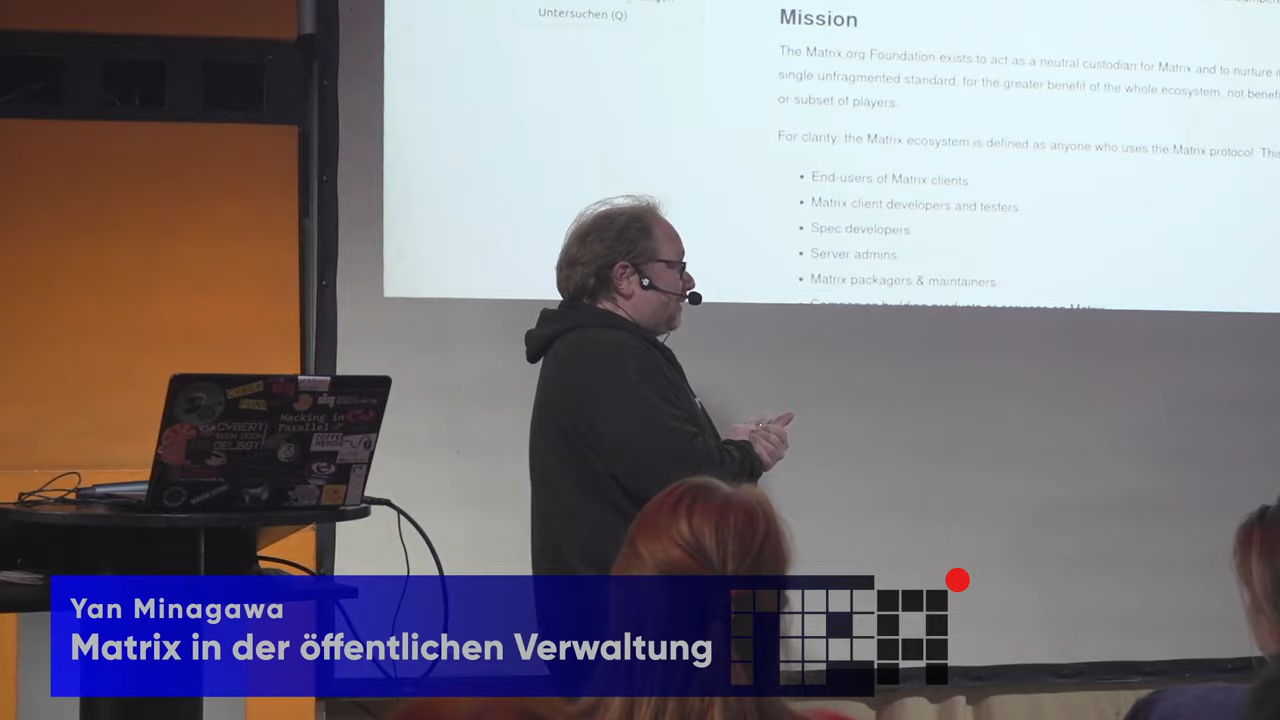 Untersuchen (Q)
Mission
The Matrix.org Foundation exists to act as a neutral custodian for Matrix and to nurture
single unfragmented standard, for the greater benefit of the whole ecosystem, not
or subset of players.
For clarity: the Matrix ecosystem is defined as anyone who uses the Matrix protocol.
• End-users of Matrix clients
• Matrix client developers and testers
• Spec developers
• Server admins.
• Matrix packagers & maintainers
Hacking in
Parallel
Yan Minagawa
Matrix in der öffentlichen Verwaltung